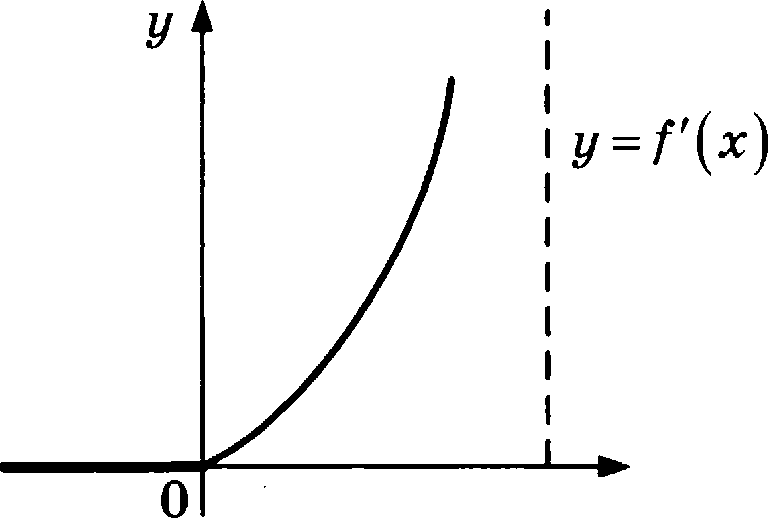 y
y = f'(x)
0